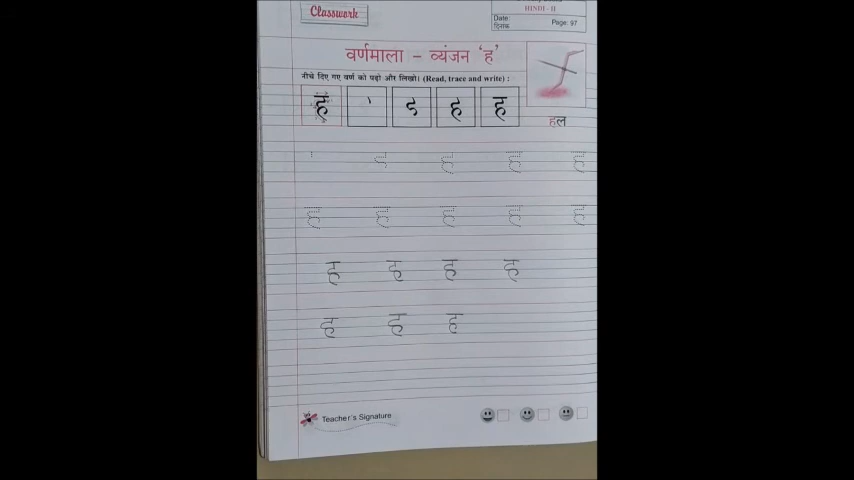 Classwork
HINDI - II
Date:
दिनांक
Page: 97
वर्णमाला – व्यंजन 'ह'
नीचे दिए गए वर्ण को पढ़ो और लिखो। (Read, trace and write) :
ह ह ह
हल
ह ह ह
ह ह ह ह ह
ह ह ह ह
ह ह ह
Teacher's Signature